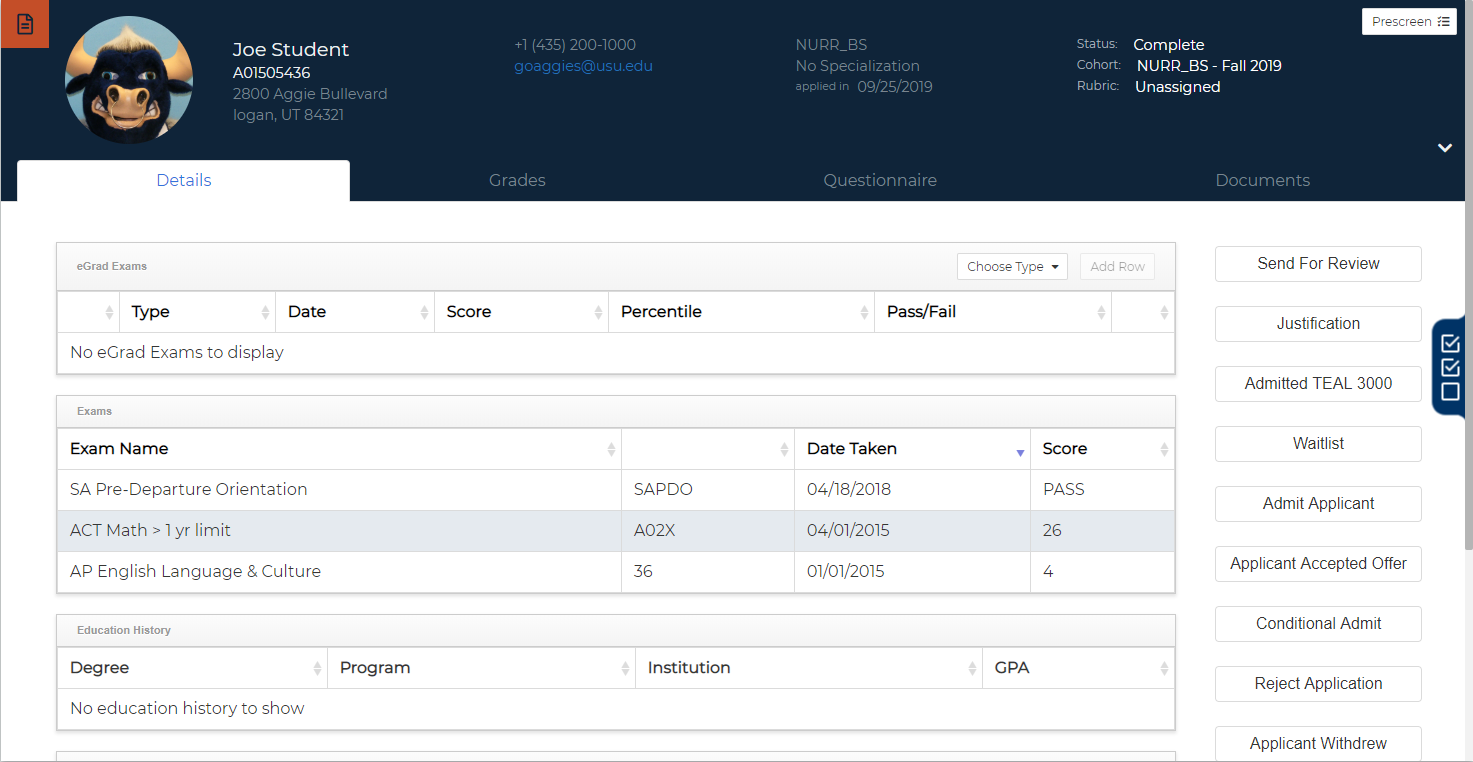 Prescreen
Joe Student
A01505436
2800 Aggie Bullevard
logan, UT 84321
+1 (435) 200-1000
goaggies@usu.edu
NURR_BS
No Specialization
applied in 09/25/2019
Status: Complete
Cohort: NURR_BS - Fall 2019
Rubric: Unassigned
Details Grades Questionnaire Documents
eGrad Exams Choose Type Add Row
Type Date Score Percentile Pass/Fail
No eGrad Exams to display
Exams
Exam Name Date Taken Score
SA Pre-Departure Orientation SAPDO 04/18/2018 PASS
ACT Math > 1 yr limit A02X 04/01/2015 26
AP English Language & Culture 36 01/01/2015 4
Education History
Degree Program Institution GPA
No education history to show
Send For Review
Justification
Admitted TEAL 3000
Waitlist
Admit Applicant
Applicant Accepted Offer
Conditional Admit
Reject Application
Applicant Withdrew